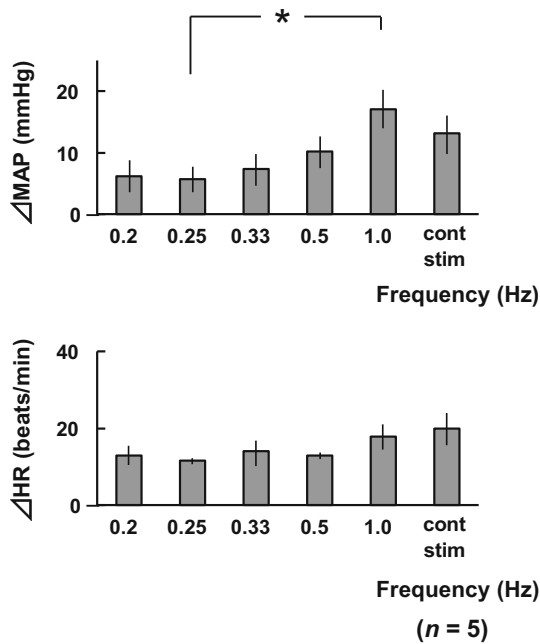 *
⊿MAP (mmHg)
20
10
0
0.2 0.25 0.33 0.5 1.0 cont
stim
Frequency (Hz)
⊿HR (beats/min)
40
20
0
0.2 0.25 0.33 0.5 1.0 cont
stim
Frequency (Hz)
(n = 5)